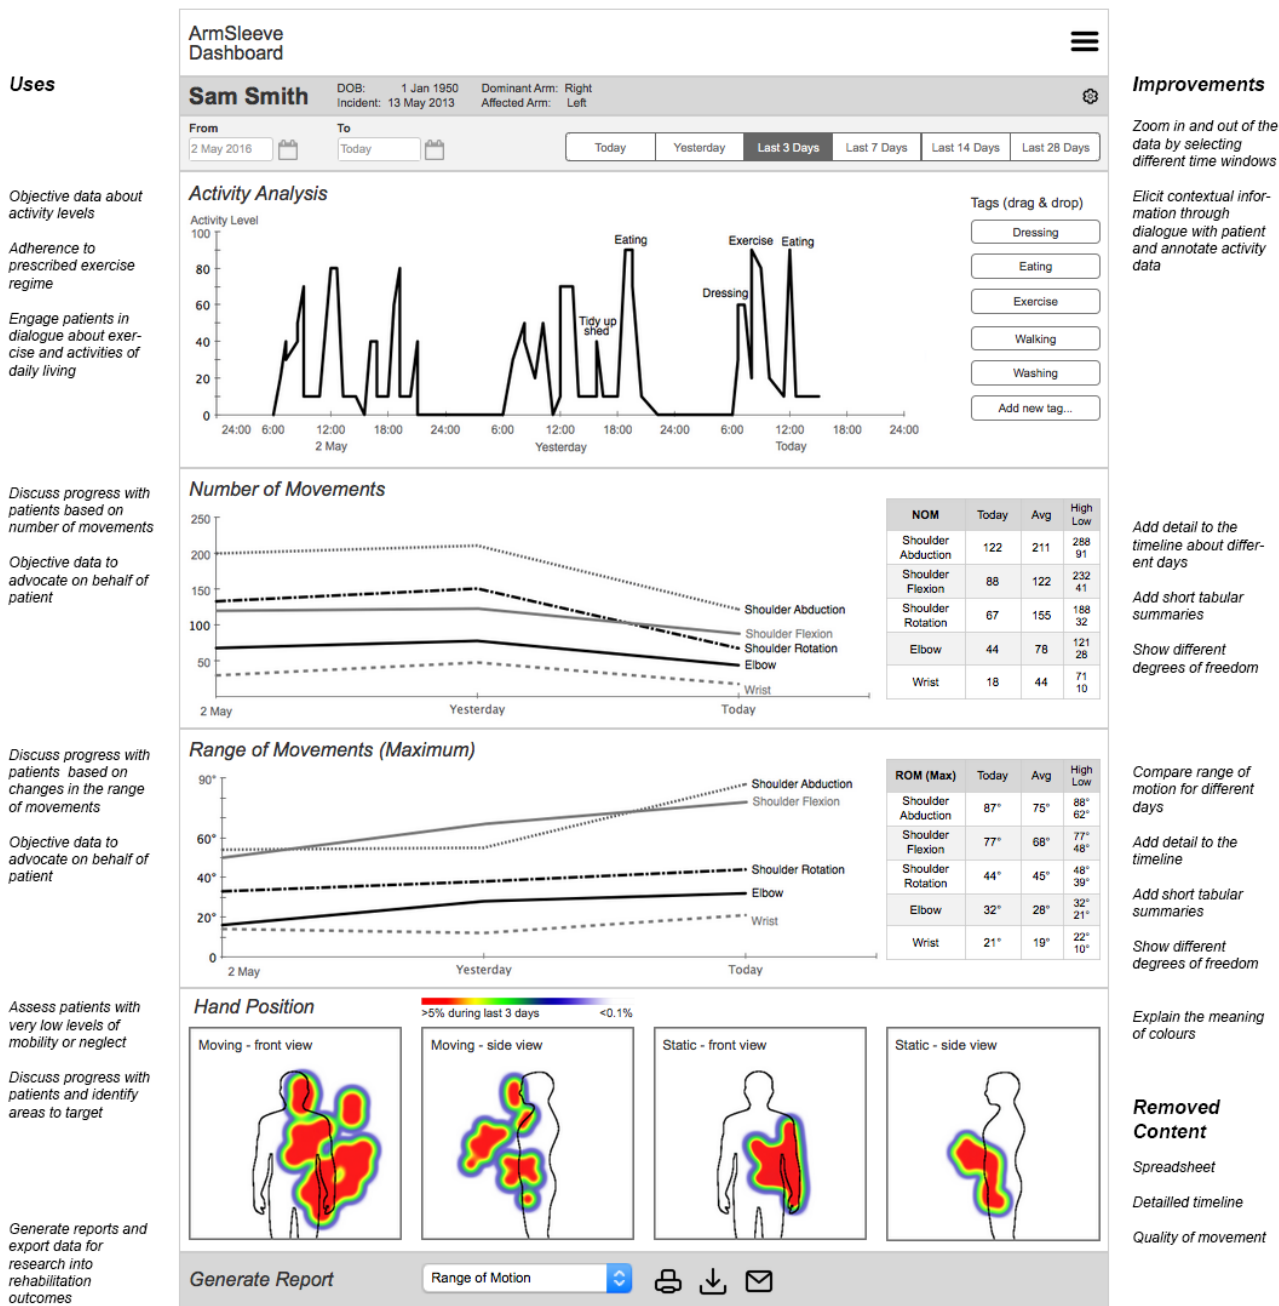 ArmSleeve
Dashboard
Uses
Sam Smith
DOB: 1 Jan 1950
Incident: 13 May 2013
Dominant Arm: Right
Affected Arm: Left
Improvements
From
2 May 2016
To
Today
Today
Yesterday
Last 3 Days
Last 7 Days
Last 14 Days
Last 28 Days
Zoom in and out of the
data by selecting
different time windows
Elicit contextual infor-
mation through
dialogue with patient
and annotate activity
data
Objective data about
activity levels
Adherence to
prescribed exercise
regime
Engage patients in
dialogue about exer-
cise and activities of
daily living
Activity Analysis
Activity Level
100
80
60
40
20
0
Eating
Tidy up
shed
Dressing
Exercise
Eating
24:00 6:00 12:00 18:00 24:00 6:00 12:00 18:00 24:00 6:00 12:00 18:00 24:00
2 May Yesterday Today
Tags (drag & drop)
Dressing
Eating
Exercise
Walking
Washing
Add new tag...
Discuss progress with
patients based on
number of movements
Objective data to
advocate on behalf of
patient
Number of Movements
250
200
150
100
50
Shoulder Abduction
Shoulder Flexion
Shoulder Rotation
Elbow
Wrist
2 May Yesterday Today
NOM Today Avg High
Low
Shoulder
Abduction 122 211 288
91
Shoulder
Flexion 88 122 232
41
Shoulder
Rotation 67 155 188
32
Elbow 44 78 121
28
Wrist 18 44 71
10
Add detail to the
timeline about differ-
ent days
Add short tabular
summaries
Show different
degrees of freedom
Discuss progress with
patients based on
changes in the range
of movements
Objective data to
advocate on behalf of
patient
Range of Movements (Maximum)
90°
60°
40°
20°
0
Shoulder Abduction
Shoulder Flexion
Shoulder Rotation
Elbow
Wrist
2 May Yesterday Today
ROM (Max) Today Avg High
Low
Shoulder
Abduction 87° 75° 88°
62°
Shoulder
Flexion 77° 68° 77°
48°
Shoulder
Rotation 44° 45° 48°
39°
Elbow 32° 28° 32°
21°
Wrist 21° 19° 22°
10°
Compare range of
motion for different
days
Add detail to the
timeline
Add short tabular
summaries
Show different
degrees of freedom
Assess patients with
very low levels of
mobility or neglect
Discuss progress with
patients and identify
areas to target
Hand Position
>5% during last 3 days <0.1%
Moving - front view
Moving - side view
Static - front view
Static - side view
Explain the meaning
of colours
Removed
Content
Spreadsheet
Detailled timeline
Quality of movement
Generate reports and
export data for
research into
rehabilitation
outcomes
Generate Report
Range of Motion